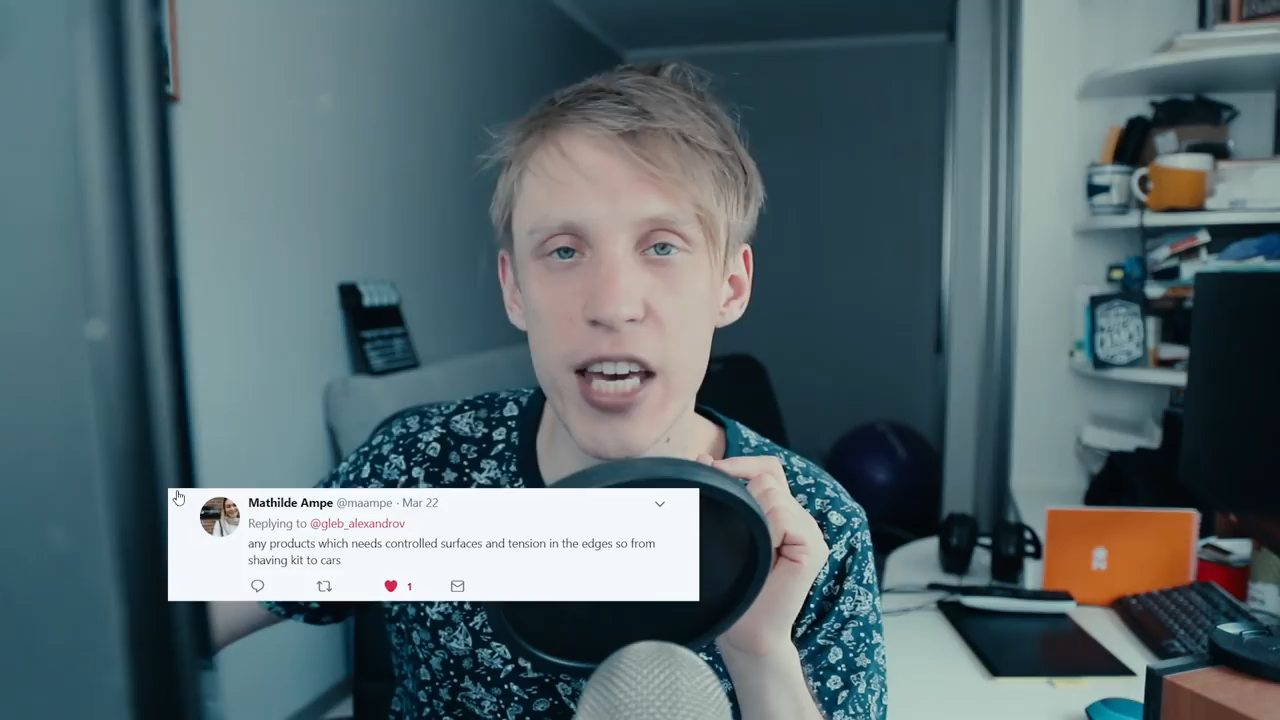 Mathilde Ampe @maampe · Mar 22
Replying to @gleb_alexandrov
any products which needs controlled surfaces and tension in the edges so from
shaving kit to cars
1